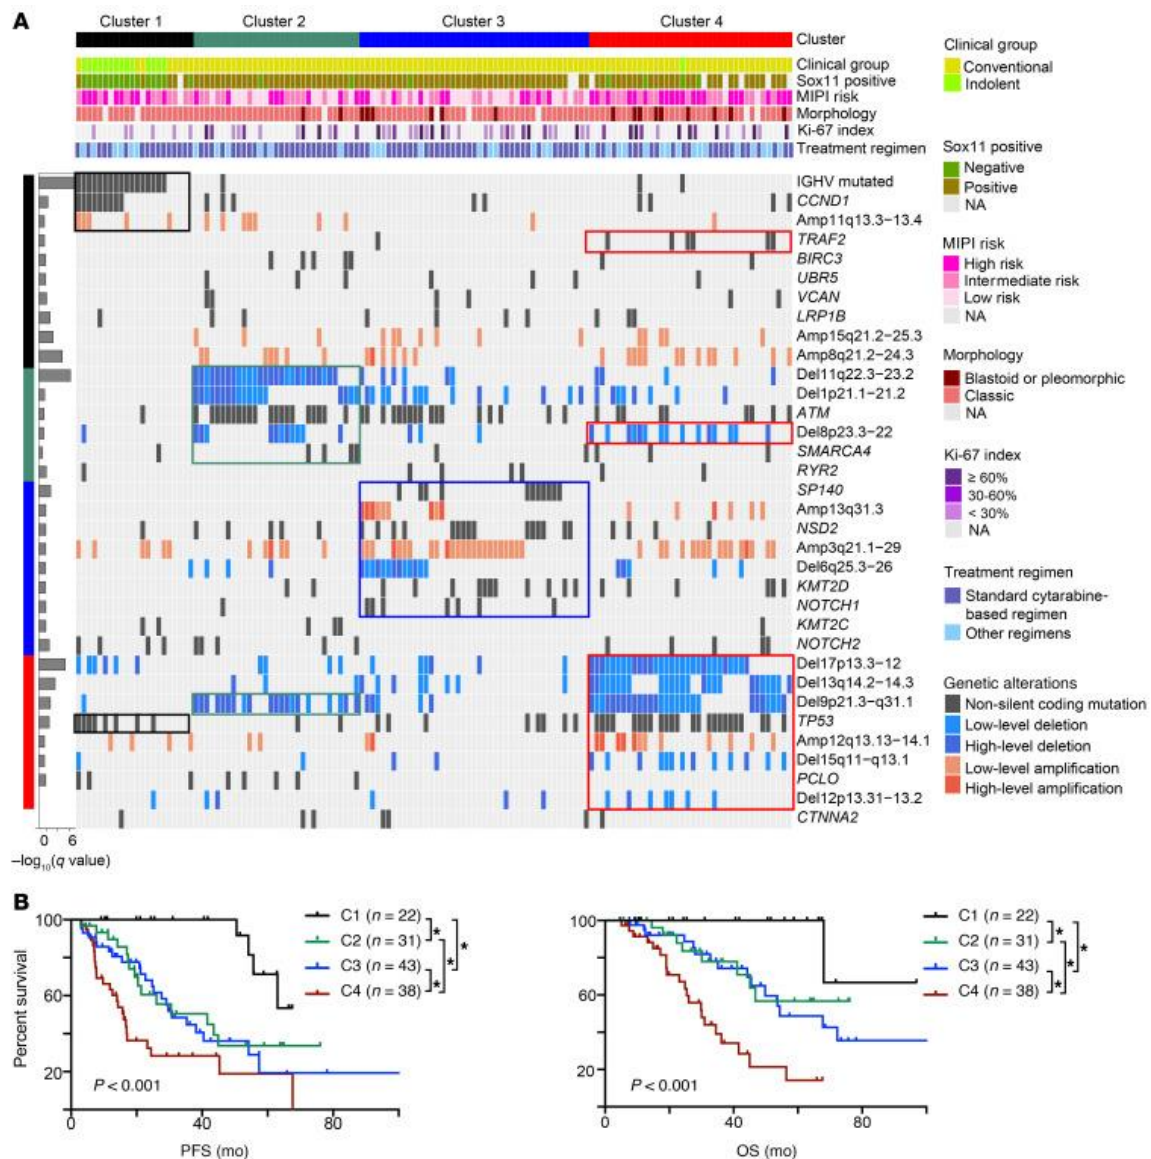 A
Cluster 1
Cluster 2
Cluster 3
Cluster 4
Cluster
Clinical group
Sox11 positive
MIPI risk
Morphology
Ki-67 index
Treatment regimen
IGHV mutated
CCND1
Amp11q13.3–13.4
TRAF2
BIRC3
UBR5
VCAN
LRP1B
Amp15q21.2–25.3
Amp8q21.2–24.3
Del11q22.3–23.2
Del1p21.1–21.2
ATM
Del8p23.3–22
SMARCA4
RYR2
SP140
Amp13q31.3
NSD2
Amp3q21.1–29
Del6q25.3–26
KMT2D
NOTCH1
KMT2C
NOTCH2
Del17p13.3–12
Del13q14.2–14.3
Del9p21.3–q31.1
TP53
Amp12q13.13–14.1
Del15q11–q13.1
PCLO
Del12p13.31–13.2
CTNNA2
0 6
–log10(q value)
Clinical group
Conventional
Indolent
Sox11 positive
Negative
Positive
NA
MIPI risk
High risk
Intermediate risk
Low risk
NA
Morphology
Blastoid or pleomorphic
Classic
NA
Ki-67 index
≥ 60%
30-60%
< 30%
NA
Treatment regimen
Standard cytarabine-
based regimen
Other regimens
Genetic alterations
Non-silent coding mutation
Low-level deletion
High-level deletion
Low-level amplification
High-level amplification
B
Percent survival
100
60
20
0 40 80
PFS (mo)
P < 0.001
C1 (n = 22)
C2 (n = 31)
C3 (n = 43)
C4 (n = 38)
* * * *
100
60
20
0 40 80
OS (mo)
P < 0.001
C1 (n = 22)
C2 (n = 31)
C3 (n = 43)
C4 (n = 38)
* * * *